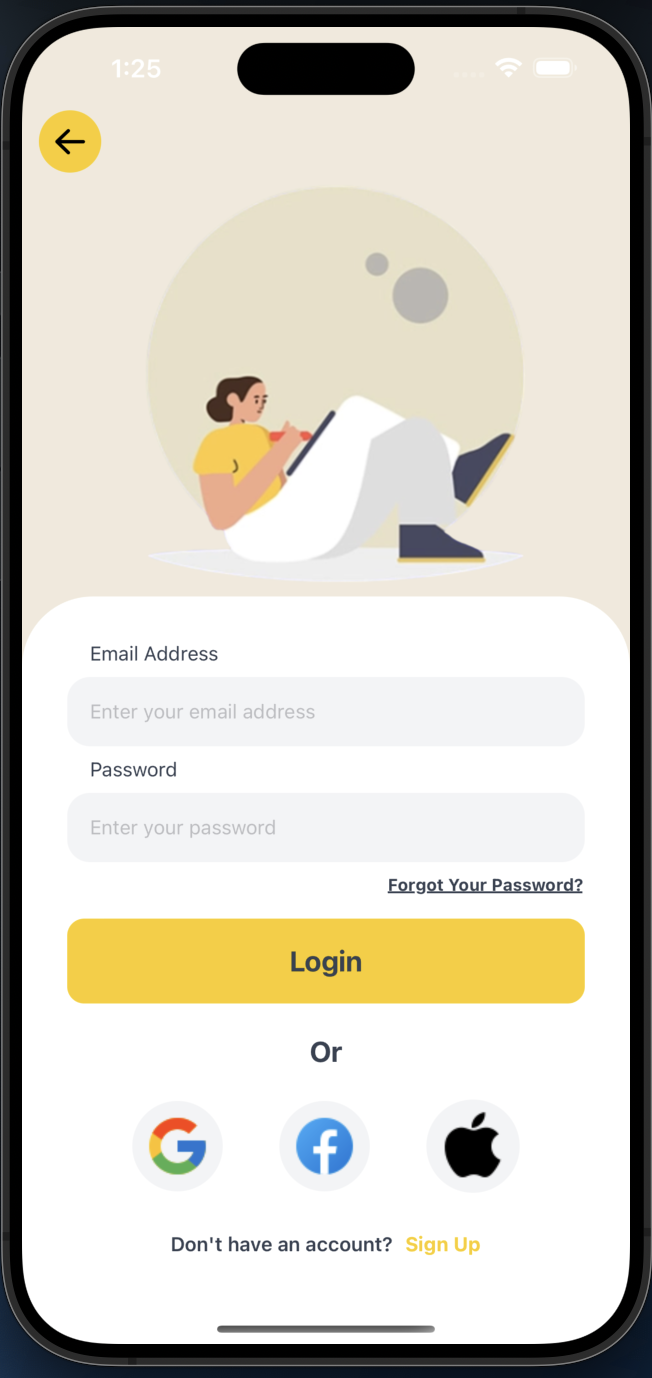 1:25
Email Address
Enter your email address
Password
Enter your password
Forgot Your Password?
Login
Or
Don't have an account? Sign Up